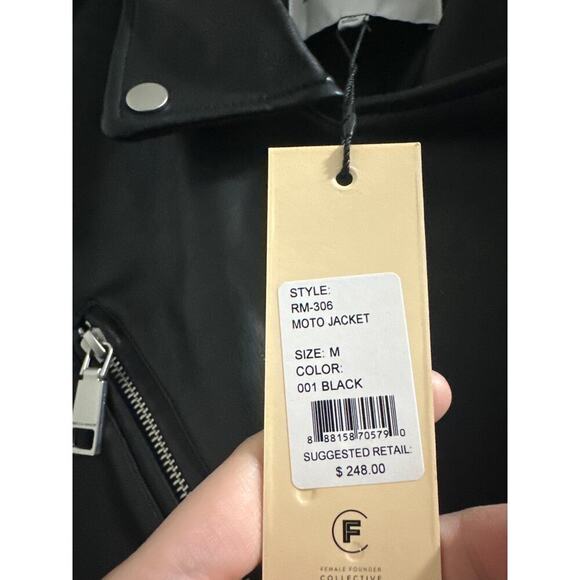 STYLE:
RM-306
MOTO JACKET
SIZE: M
COLOR:
001 BLACK
8 88158 70579 0
SUGGESTED RETAIL:
$ 248.00
F
FEMALE FOUNDER
COLLECTIVE